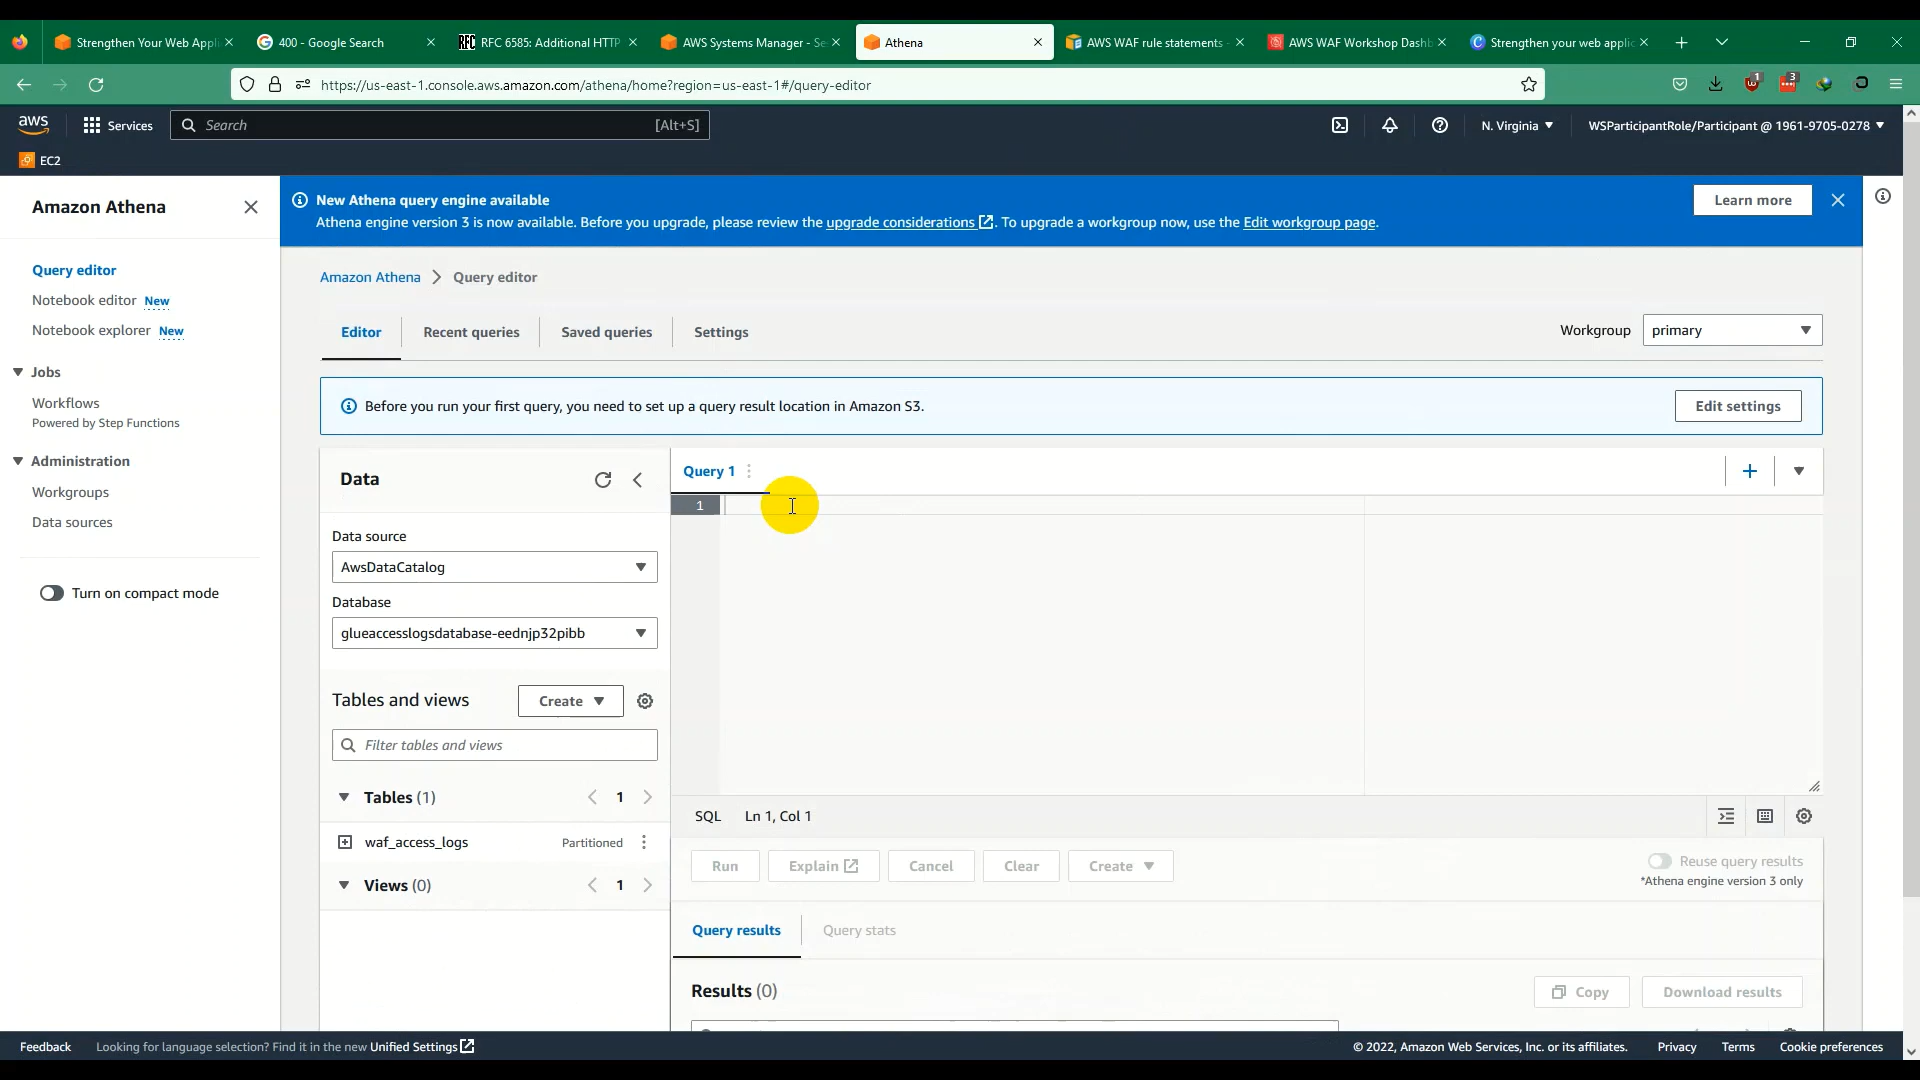 Strengthen Your Web Appli
400 - Google Search
RFC RFC 6585: Additional HTTP
AWS Systems Manager - Se
Athena
AWS WAF rule statements -
AWS WAF Workshop Dashb
Strengthen your web applic
https://us-east-1.console.aws.amazon.com/athena/home?region=us-east-1#/query-editor
1
3
aws
Services
Search
[Alt+S]
N. Virginia
WSParticipantRole/Participant @ 1961-9705-0278
EC2
Amazon Athena
New Athena query engine available
Learn more
Athena engine version 3 is now available. Before you upgrade, please review the upgrade considerations. To upgrade a workgroup now, use the Edit workgroup page.
Query editor
Notebook editor New
Notebook explorer New
Jobs
Workflows
Powered by Step Functions
Administration
Workgroups
Data sources
Turn on compact mode
Amazon Athena > Query editor
Editor
Recent queries
Saved queries
Settings
Workgroup
primary
Before you run your first query, you need to set up a query result location in Amazon S3.
Edit settings
Data
Data source
AwsDataCatalog
Database
glueaccesslogsdatabase-eednjp32pibb
Tables and views
Create
Filter tables and views
Tables (1)
1
waf_access_logs
Partitioned
Views (0)
1
Query 1
1
SQL
Ln 1, Col 1
Run
Explain
Cancel
Clear
Create
Reuse query results
*Athena engine version 3 only
Query results
Query stats
Results (0)
Copy
Download results
Feedback
Looking for language selection? Find it in the new Unified Settings
© 2022, Amazon Web Services, Inc. or its affiliates.
Privacy
Terms
Cookie preferences